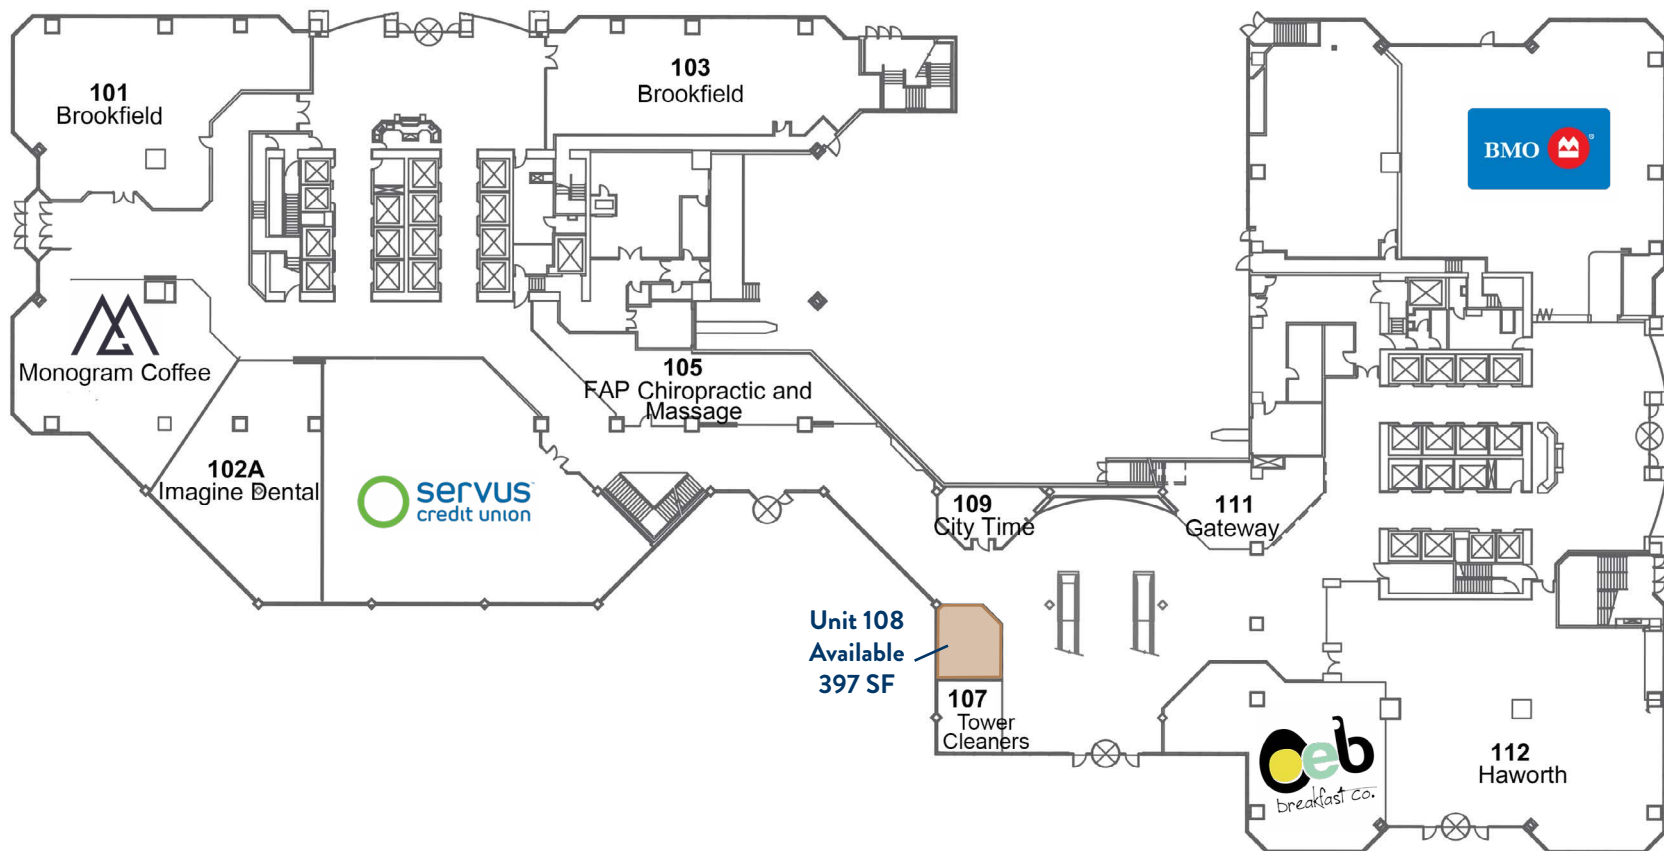 101
Brookfield
103
Brookfield
BMO
Monogram Coffee
105
FAP Chiropractic and
Massage
102A
Imagine Dental
servus
credit union
109
City Time
111
Gateway
Unit 108
Available
397 SF
107
Tower
Cleaners
oeb
breakfast co.
112
Haworth